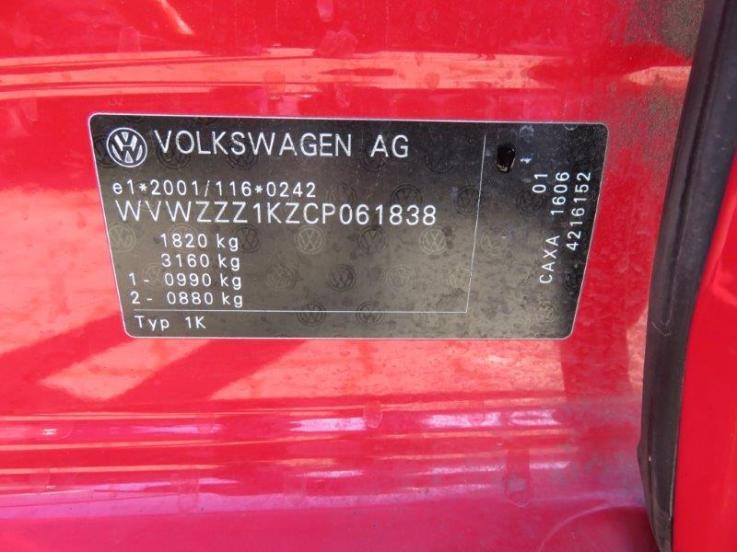 VOLKSWAGEN AG
e1*2001/116*0242
WVWZZZ1KZCP061838
1820 kg
3160 kg
1- 0990 kg
2- 0880 kg
Typ 1K
01
CAXA 1606
4216152